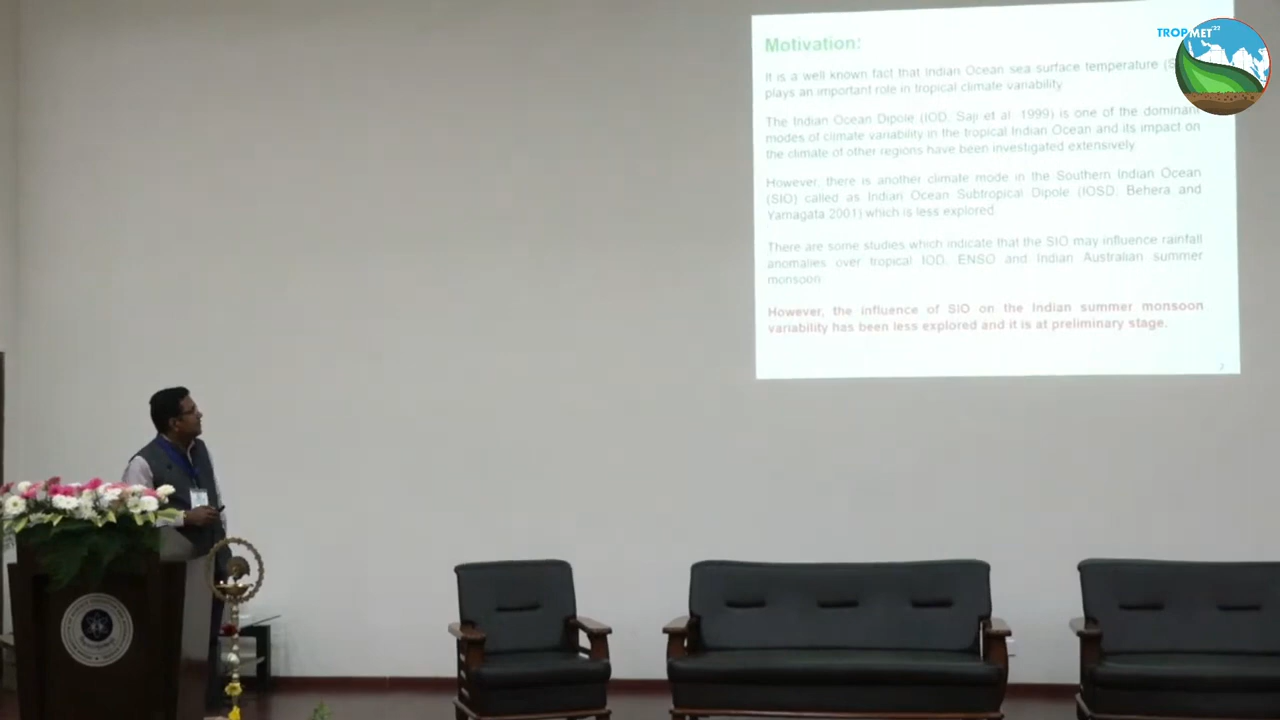 TROPMET'22
Motivation:
It is a well known fact that Indian Ocean sea surface temperature
plays an important role in tropical climate variability
The Indian Ocean Dipole (IOD, Saji et al. 1999) is one of the dominant
modes of climate variability in the tropical Indian Ocean and its impact on
the climate of other regions have been investigated extensively
However, there is another climate mode in the Southern Indian Ocean
(SIO) called as Indian Ocean Subtropical Dipole (IOSD, Behera and
Yamagata 2001) which is less explored
There are some studies which indicate that the SIO may influence rainfall
anomalies over tropical IOD, ENSO and Indian Australian summer
monsoon
However, the influence of SIO on the Indian summer monsoon
variability has been less explored and it is at preliminary stage.